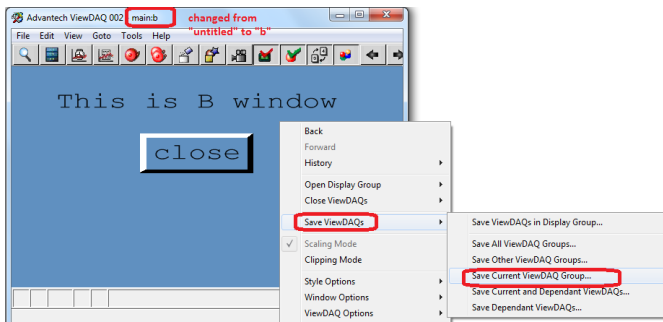 Advantech ViewDAQ 002 main:b
changed from
"untitled" to "b"
File Edit View Goto Tools Help
This is B window
close
Back
Forward
History
Open Display Group
Close ViewDAQs
Save ViewDAQs
Scaling Mode
Clipping Mode
Style Options
Window Options
ViewDAQ Options
Save ViewDAQs in Display Group...
Save All ViewDAQ Groups...
Save Other ViewDAQ Groups...
Save Current ViewDAQ Group...
Save Current and Dependant ViewDAQs...
Save Dependant ViewDAQs...